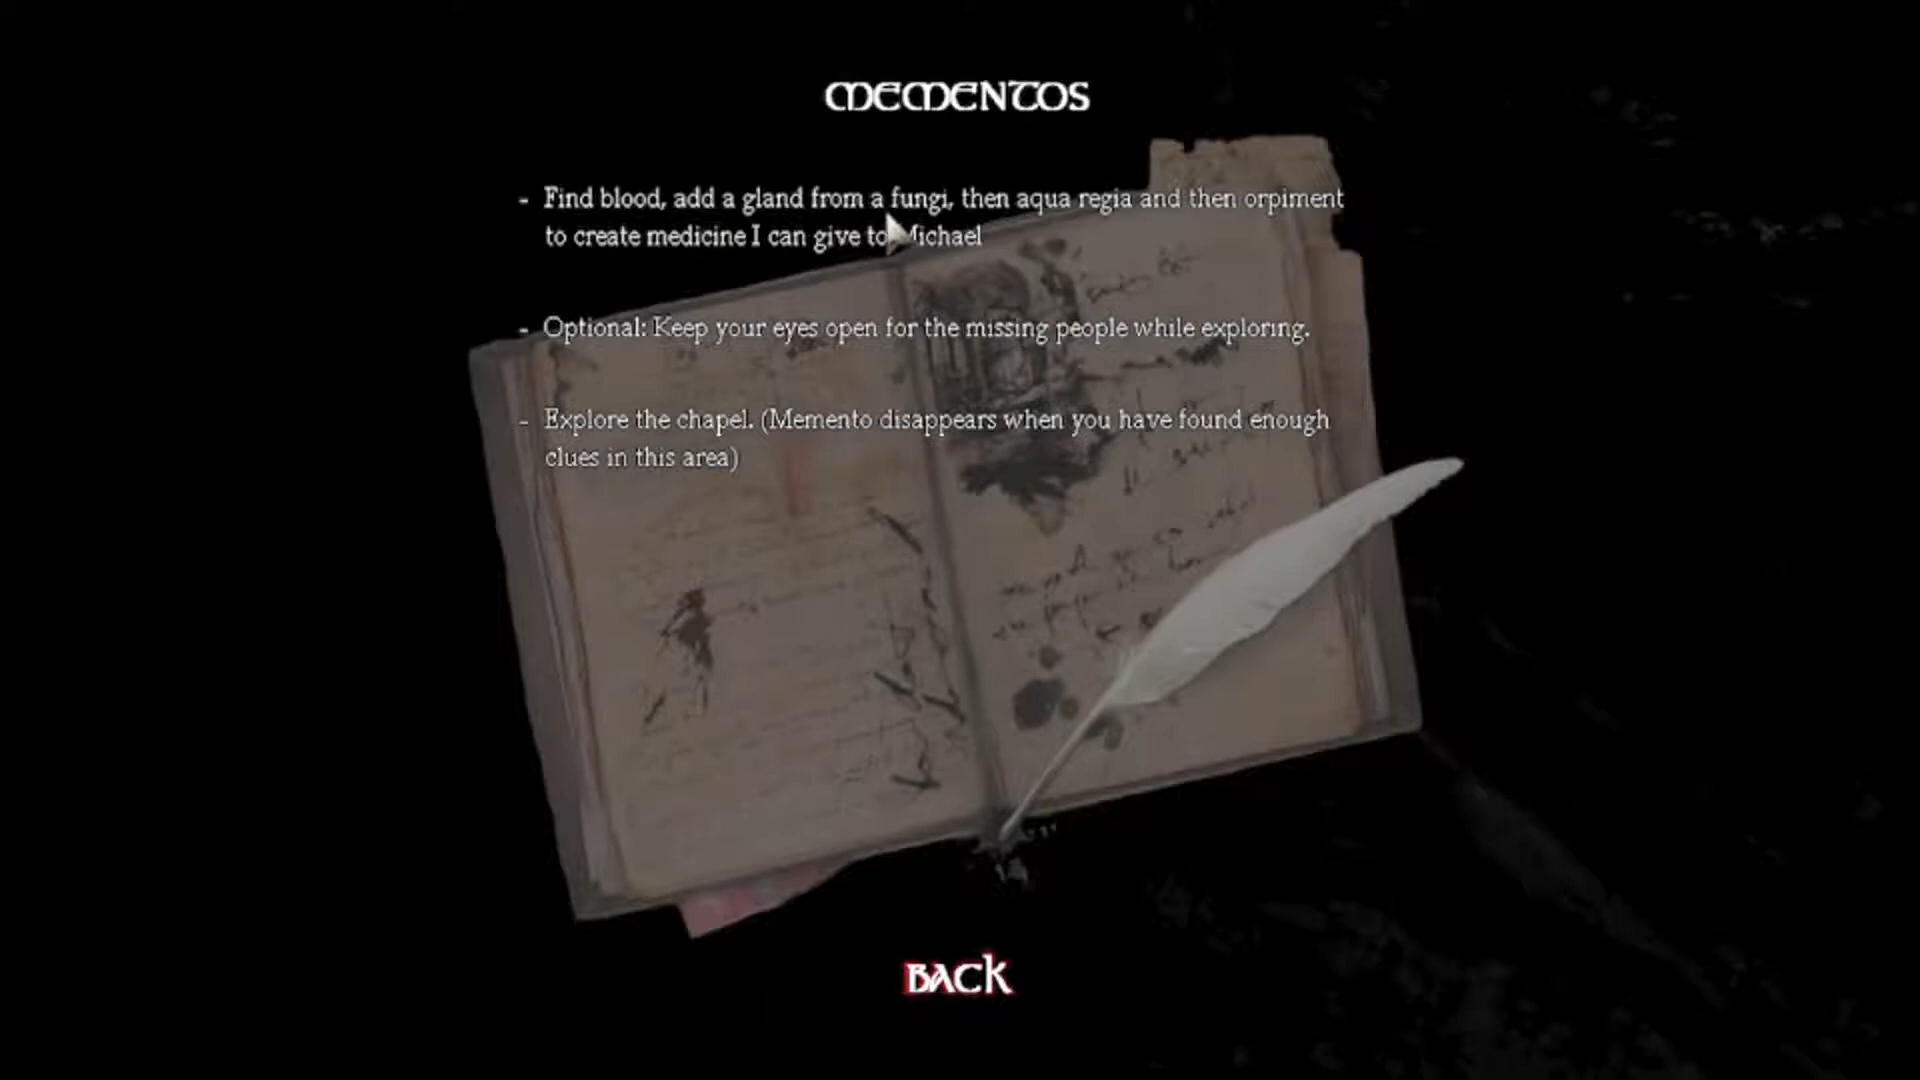 MEMENTOS
- Find blood, add a gland from a fungi, then aqua regia and then orpiment
to create medicine I can give to Michael
- Optional: Keep your eyes open for the missing people while exploring.
- Explore the chapel. (Memento disappears when you have found enough
clues in this area)
BACK